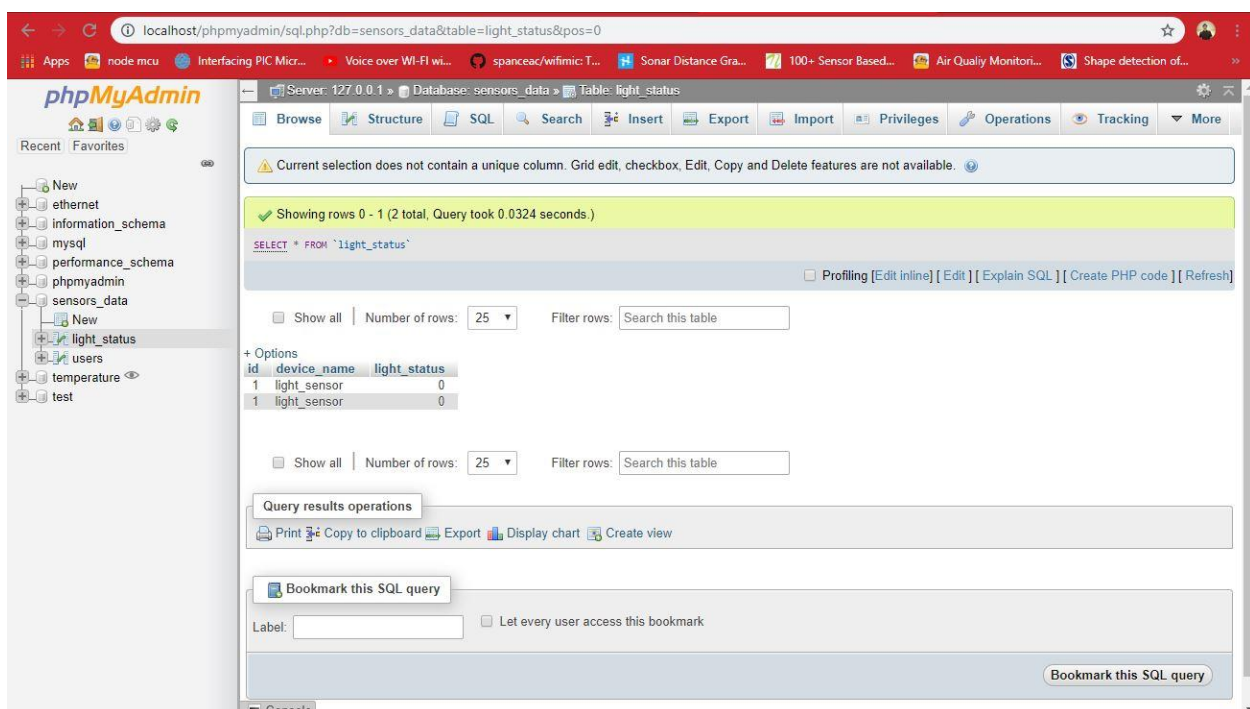 localhost/phpmyadmin/sql.php?db=sensors_data&table=light_status&pos=0
Apps node mcu Interfacing PIC Micr... Voice over WI-FI wi... spanceac/wifimic: T... Sonar Distance Gra... 100+ Sensor Based... Air Qualiy Monitori... Shape detection of... »
phpMyAdmin
Recent Favorites
New
ethernet
information_schema
mysql
performance_schema
phpmyadmin
sensors_data
New
light_status
users
temperature
test
Server: 127.0.0.1 » Database: sensors_data » Table: light_status
Browse Structure SQL Search Insert Export Import Privileges Operations Tracking More
Current selection does not contain a unique column. Grid edit, checkbox, Edit, Copy and Delete features are not available.
Showing rows 0 - 1 (2 total, Query took 0.0324 seconds.)
SELECT * FROM `light_status`
Profiling [Edit inline] [ Edit ] [ Explain SQL ] [ Create PHP code ] [ Refresh]
Show all | Number of rows: 25 Filter rows: Search this table
+ Options
id device_name light_status
1 light_sensor 0
1 light_sensor 0
Show all | Number of rows: 25 Filter rows: Search this table
Query results operations
Print Copy to clipboard Export Display chart Create view
Bookmark this SQL query
Label: Let every user access this bookmark
Bookmark this SQL query
Console